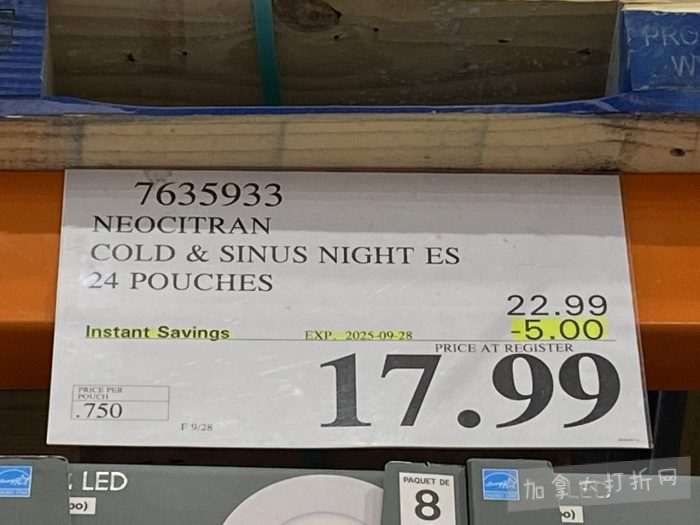 PRO
W
7635933
NEOCITRAN
COLD & SINUS NIGHT ES
24 POUCHES
22.99
Instant Savings EXP. 2025-09-28 -5.00
PRICE AT REGISTER
17.99
PRICE PER
POUCH
.750
F 9/28
LED
PAQUET DE
8
加拿大打折网